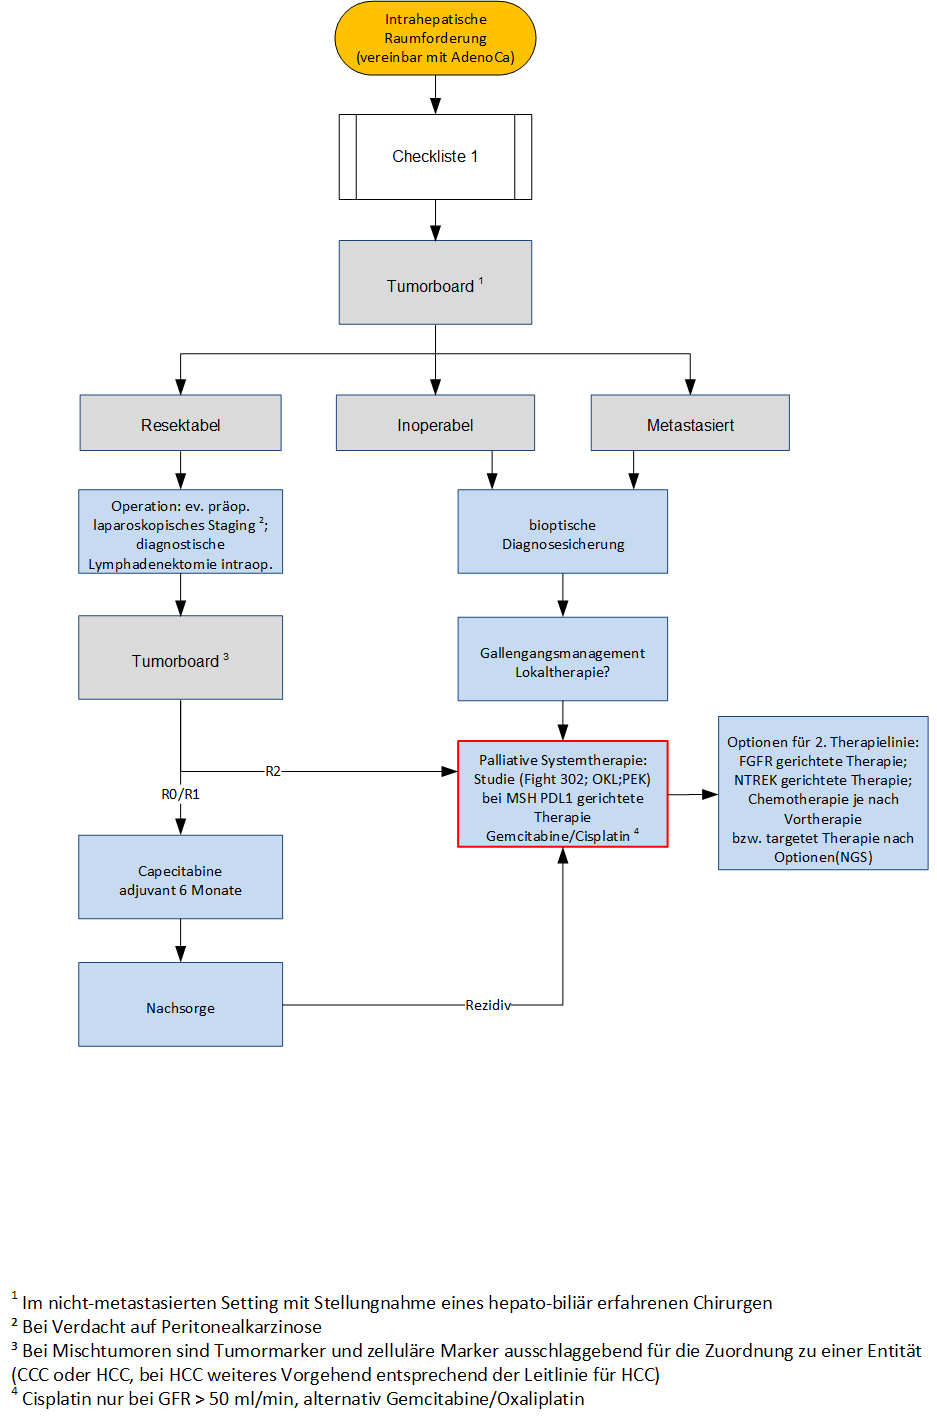 Intrahepatische
Raumforderung
(vereinbar mit AdenoCa)
Checkliste 1
Tumorboard ¹
Resektabel
Inoperabel
Metastasiert
Operation: ev. präop.
laparoskopisches Staging ²;
diagnostische
Lymphadenektomie intraop.
bioptische
Diagnosesicherung
Tumorboard ³
Gallengangsmanagement
Lokaltherapie?
R2
R0/R1
Palliative Systemtherapie:
Studie (Fight 302; OKL;PEK)
bei MSH PDL1 gerichtete
Therapie
Gemcitabine/Cisplatin ⁴
Optionen für 2. Therapielinie:
FGFR gerichtete Therapie;
NTREK gerichtete Therapie;
Chemotherapie je nach
Vortherapie
bzw. targetet Therapie nach
Optionen(NGS)
Capecitabine
adjuvant 6 Monate
Nachsorge
Rezidiv
¹ Im nicht-metastasierten Setting mit Stellungnahme eines hepato-biliär erfahrenen Chirurgen
² Bei Verdacht auf Peritonealkarzinose
³ Bei Mischtumoren sind Tumormarker und zelluläre Marker ausschlaggebend für die Zuordnung zu einer Entität
(CCC oder HCC, bei HCC weiteres Vorgehend entsprechend der Leitlinie für HCC)
⁴ Cisplatin nur bei GFR > 50 ml/min, alternativ Gemcitabine/Oxaliplatin